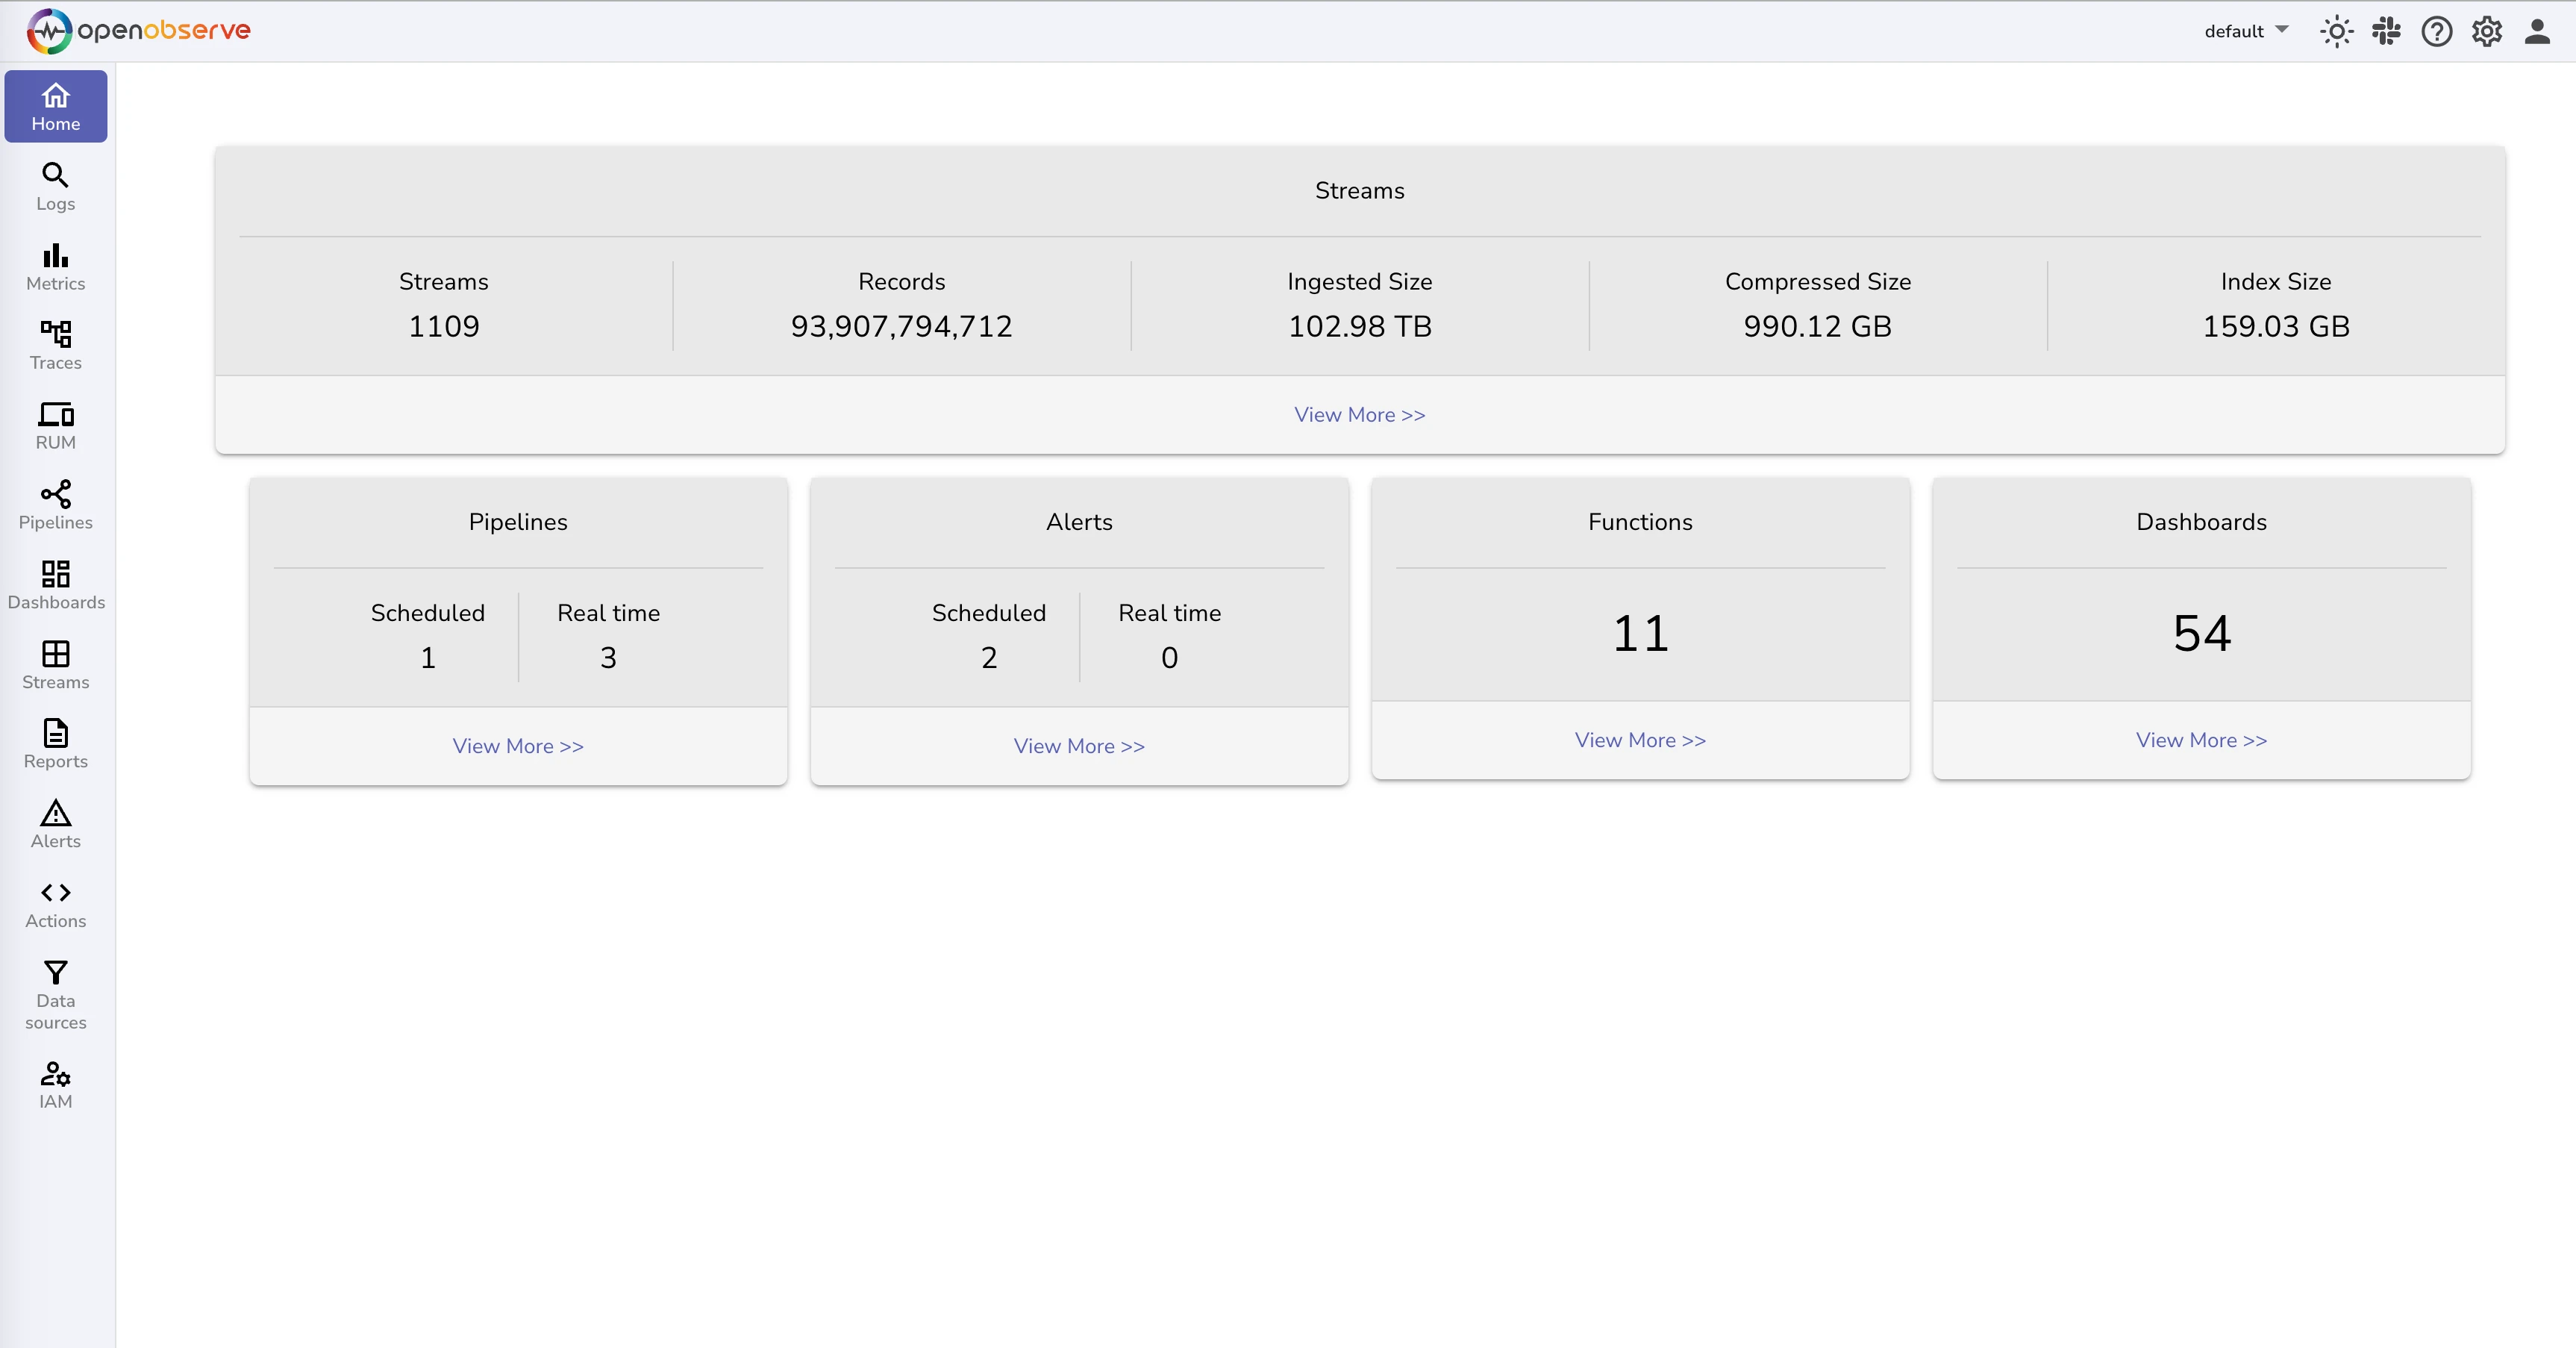 openobserve
default
Home
Logs
Metrics
Traces
RUM
Pipelines
Dashboards
Streams
Reports
Alerts
Actions
Data
sources
IAM
Streams
Streams
1109
Records
93,907,794,712
Ingested Size
102.98 TB
Compressed Size
990.12 GB
Index Size
159.03 GB
View More >>
Pipelines
Scheduled
1
Real time
3
View More >>
Alerts
Scheduled
2
Real time
0
View More >>
Functions
11
View More >>
Dashboards
54
View More >>